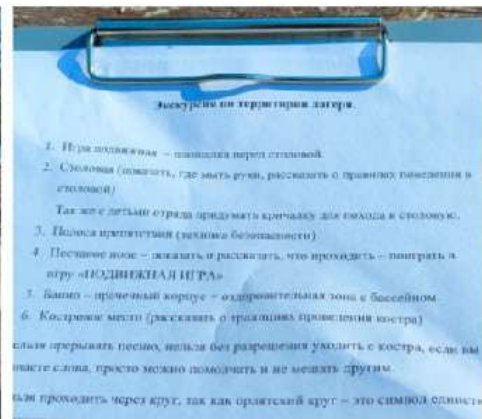 Экскурсия по территории лагеря.
1. Игра подвижная – площадка перед столовой.
2. Столовая (показать, где мыть руки, рассказать о правилах поведения в
столовой)
Так же с детьми отряда придумать кричалку для похода в столовую.
3. Полоса препятствий (техника безопасности)
4 Песчаное поле – показать и рассказать, что проходить – поиграть в
игру «ПОДВИЖНАЯ ИГРА»
5. Банно – прачечный корпус – оздоровительная зона с бассейном
6. Костровое место (рассказать о традициях проведения костра)
прерывать песню, нельзя без разрешения уходить с костра, если вы
слова, просто можно помолчать и не мешать другим.
проходить через круг, так как орлятский круг – это символ